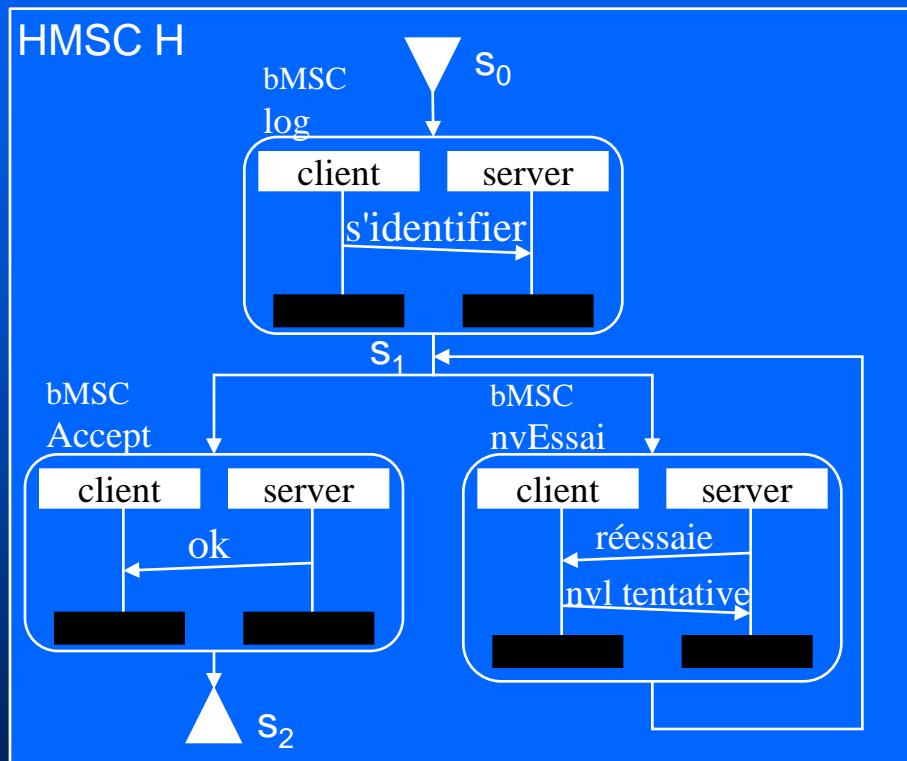 HMSC H
s0
bMSC
log
client server
s'identifier
s1
bMSC
Accept
client server
ok
bMSC
nvEssai
client server
réessaie
nvl tentative
s2